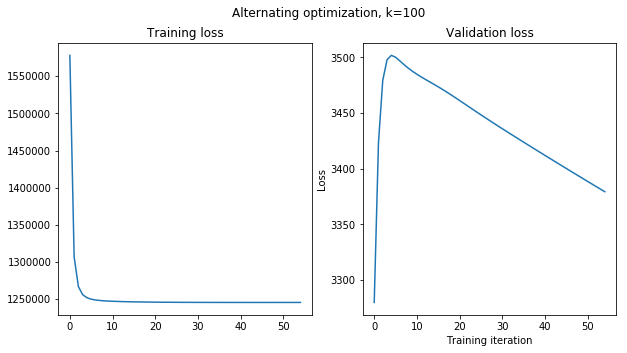 Alternating optimization, k=100
Training loss
1550000
1500000
1450000
1400000
1350000
1300000
1250000
0 10 20 30 40 50
Validation loss
Loss
3500
3450
3400
3350
3300
0 10 20 30 40 50
Training iteration